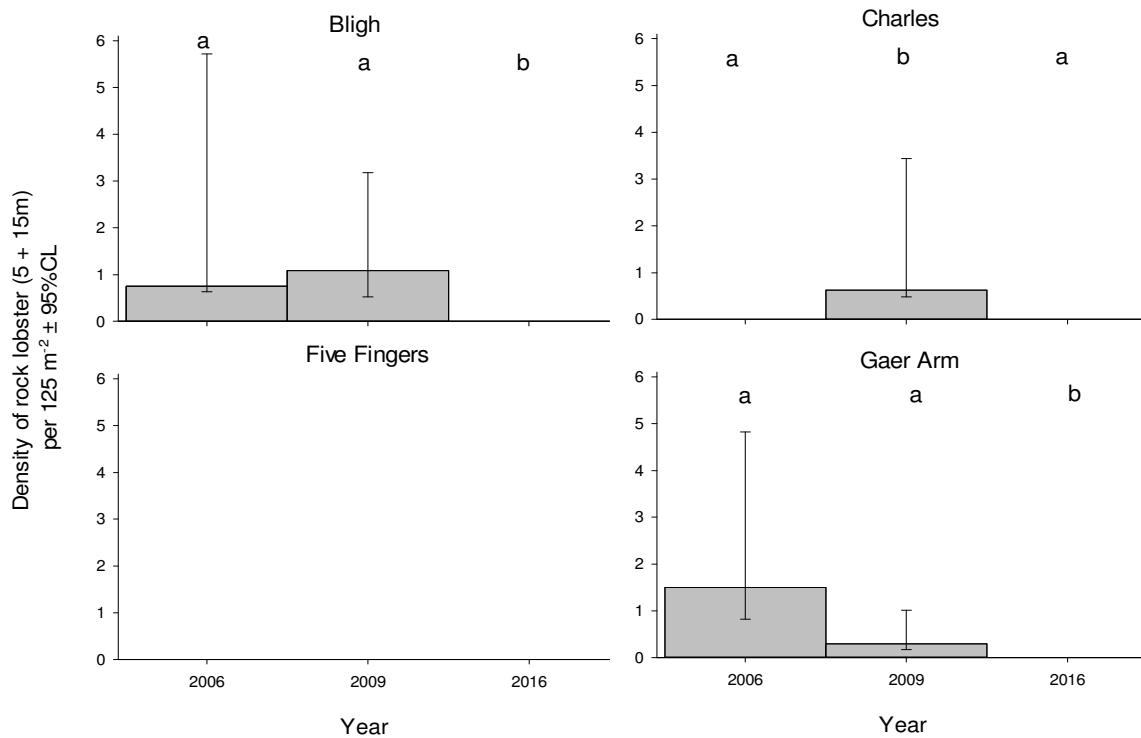 Bligh
6
5
4
3
2
1
0
a
a
b
Charles
6
5
4
3
2
1
0
a
b
a
Density of rock lobster (5 + 15m)
per 125 m⁻² ± 95%CL
Five Fingers
6
5
4
3
2
1
0
2006
2009
2016
Year
Gaer Arm
6
5
4
3
2
1
0
a
a
b
2006
2009
2016
Year